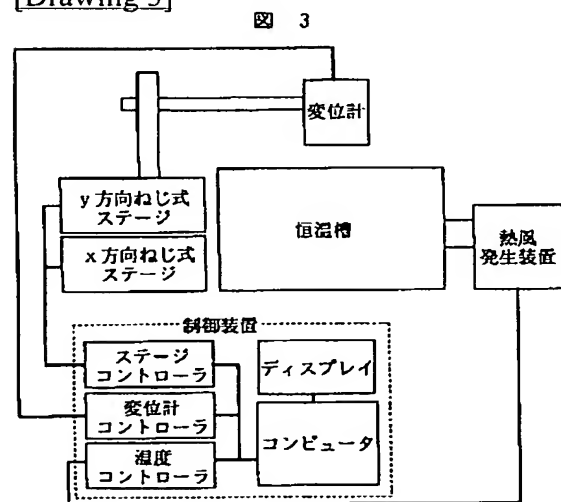 [Drawing 3]
図 3
変位計
y 方向ねじ式
ステージ
x 方向ねじ式
ステージ
恒温槽
熱風
発生装置
制御装置
ステージ
コントローラ
変位計
コントローラ
温度
コントローラ
ディスプレイ
コンピュータ